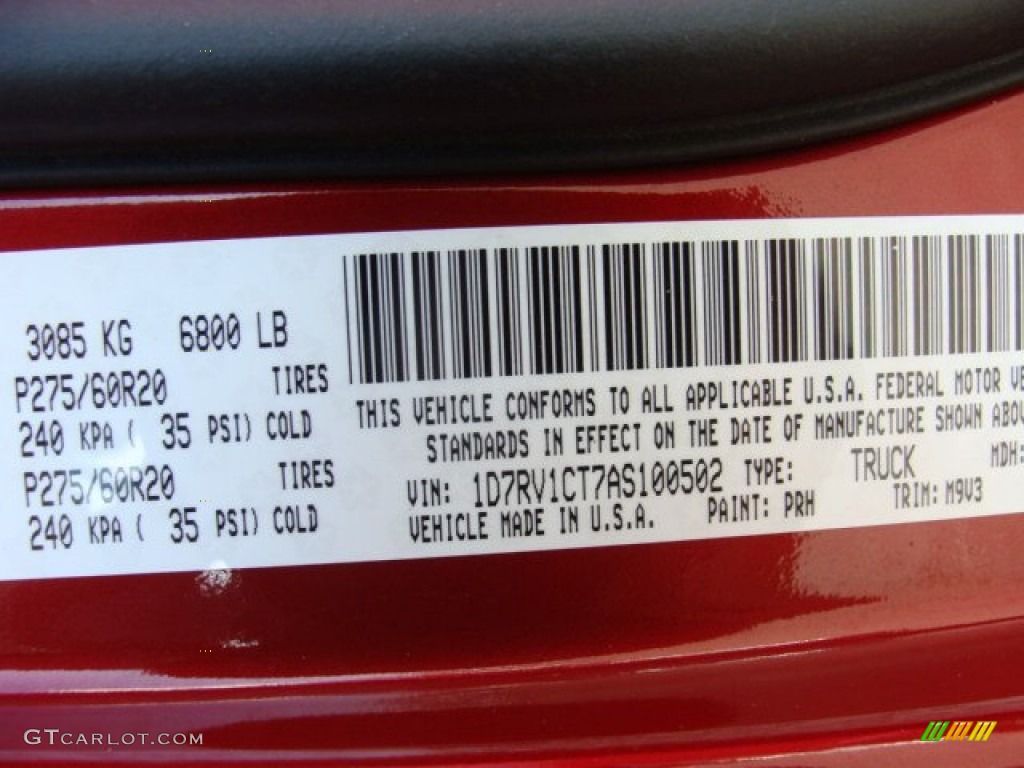 3085 KG 6800 LB
P275/60R20 TIRES
240 KPA ( 35 PSI) COLD
P275/60R20 TIRES
240 KPA ( 35 PSI) COLD
THIS VEHICLE CONFORMS TO ALL APPLICABLE U.S.A. FEDERAL MOTOR VE
STANDARDS IN EFFECT ON THE DATE OF MANUFACTURE SHOWN ABOU
VIN: 1D7RV1CT7AS100502 TYPE: TRUCK MDH:
VEHICLE MADE IN U.S.A. PAINT: PRH TRIM: M9V3
GTCARLOT.COM